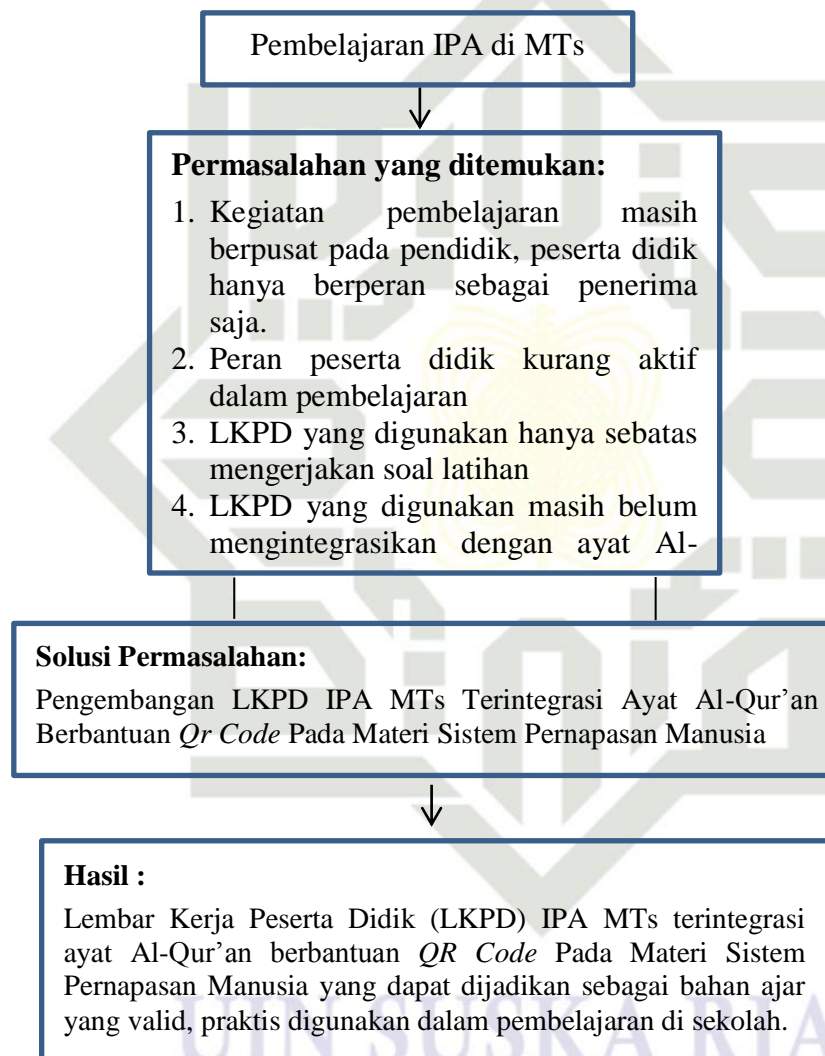 Pembelajaran IPA di MTs
Permasalahan yang ditemukan:
1. Kegiatan pembelajaran masih
berpusat pada pendidik, peserta didik
hanya berperan sebagai penerima
saja.
2. Peran peserta didik kurang aktif
dalam pembelajaran
3. LKPD yang digunakan hanya sebatas
mengerjakan soal latihan
4. LKPD yang digunakan masih belum
mengintegrasikan dengan ayat Al-
Solusi Permasalahan:
Pengembangan LKPD IPA MTs Terintegrasi Ayat Al-Qur’an
Berbantuan Qr Code Pada Materi Sistem Pernapasan Manusia
Hasil :
Lembar Kerja Peserta Didik (LKPD) IPA MTs terintegrasi
ayat Al-Qur’an berbantuan QR Code Pada Materi Sistem
Pernapasan Manusia yang dapat dijadikan sebagai bahan ajar
yang valid, praktis digunakan dalam pembelajaran di sekolah.
UIN SUSKA RIA